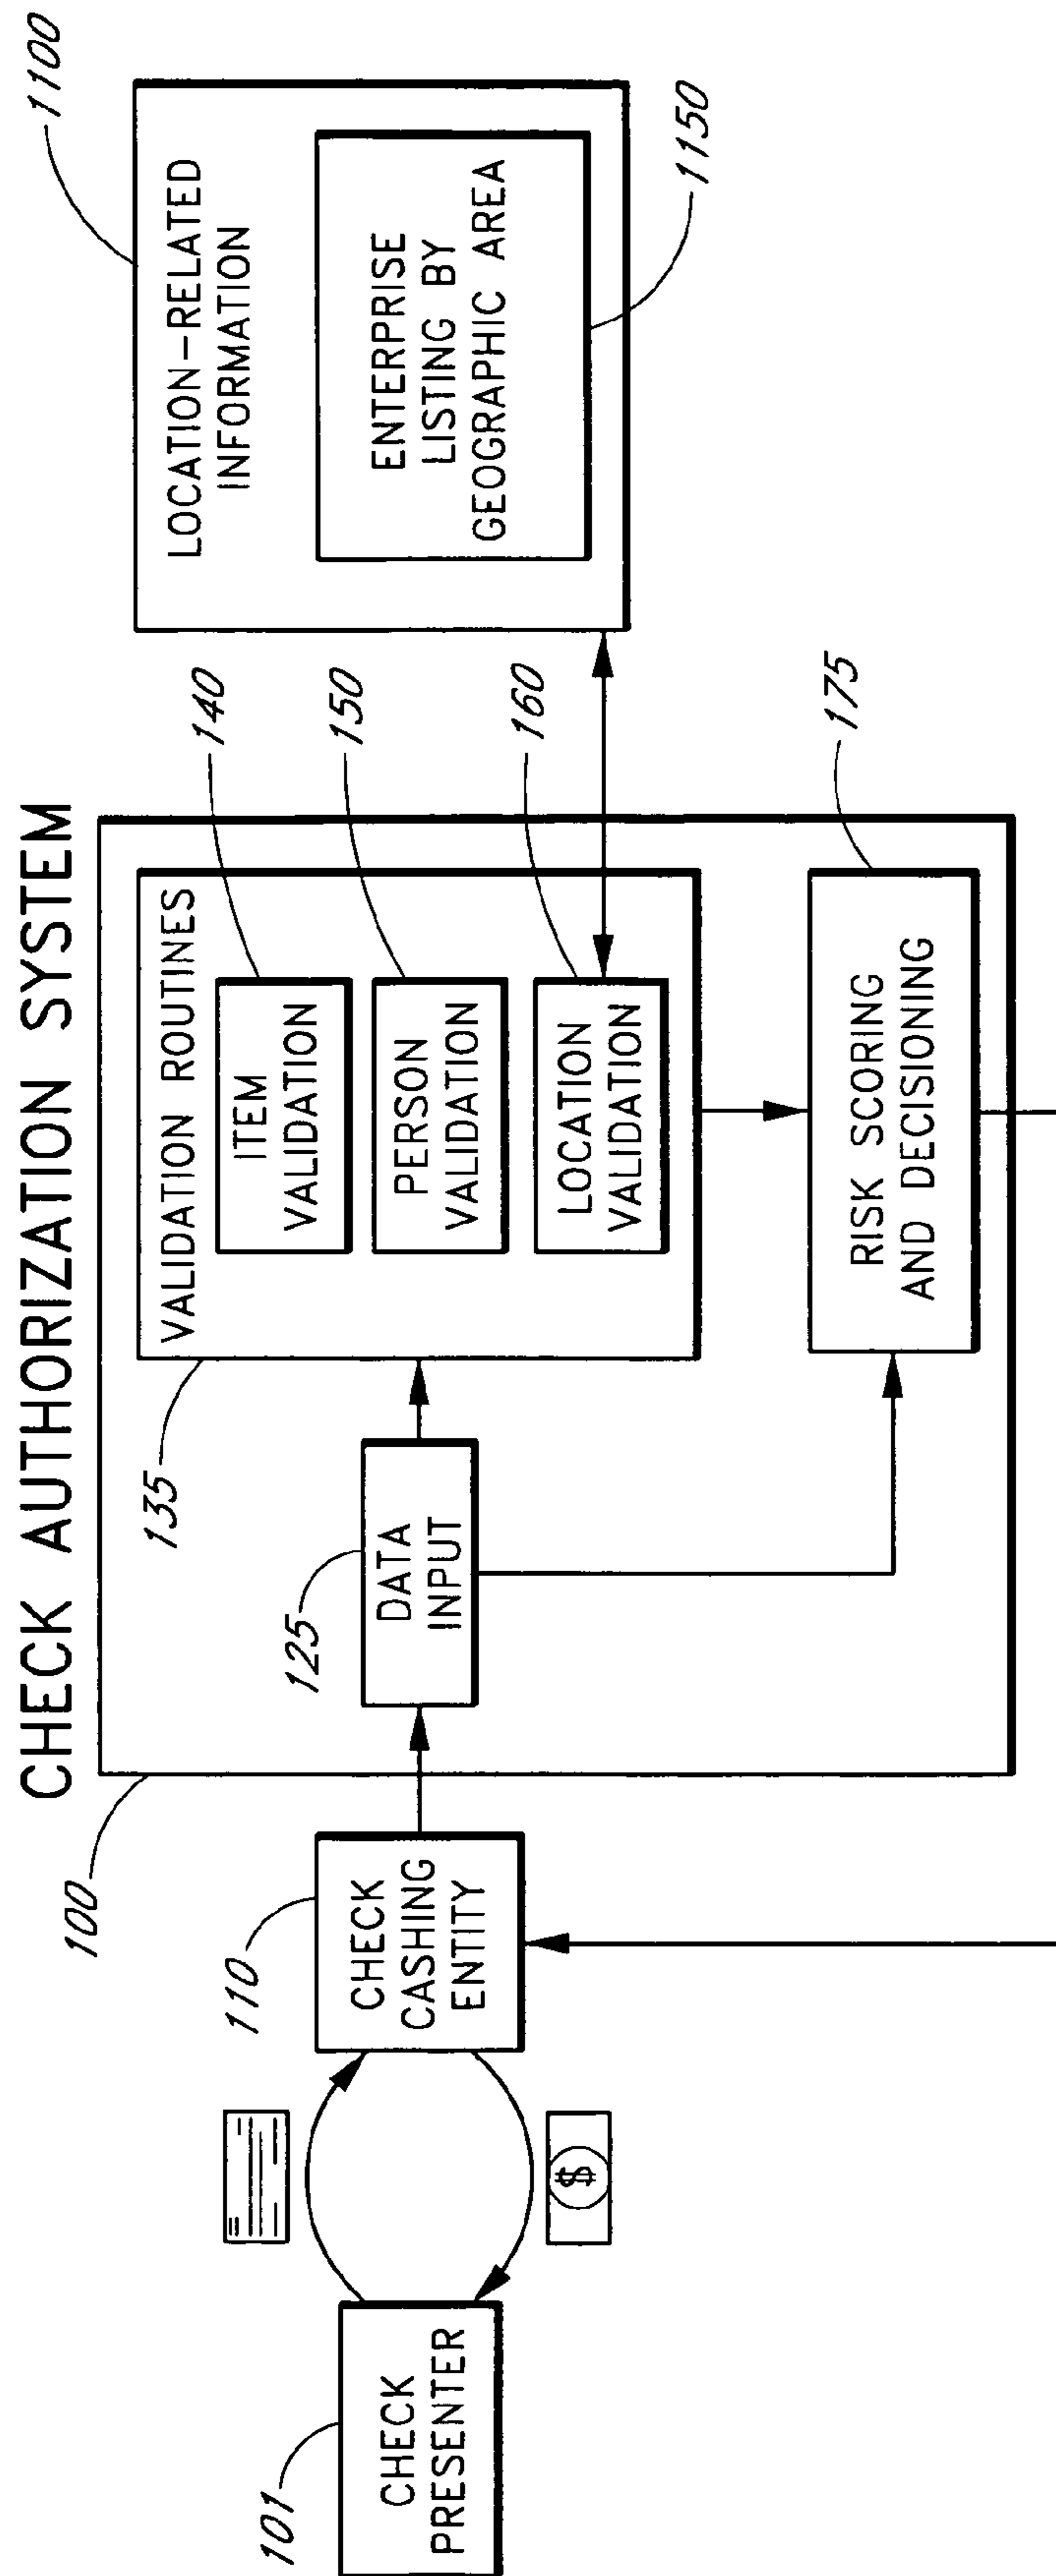 CHECK AUTHORIZATION SYSTEM
101
CHECK
PRESENTER
$
110
CHECK
CASHING
ENTITY
100
125
DATA
INPUT
135
VALIDATION ROUTINES
ITEM
VALIDATION
140
PERSON
VALIDATION
150
LOCATION
VALIDATION
160
RISK SCORING
AND DECISIONING
175
1100
LOCATION-RELATED
INFORMATION
ENTERPRISE
LISTING BY
GEOGRAPHIC AREA
1150